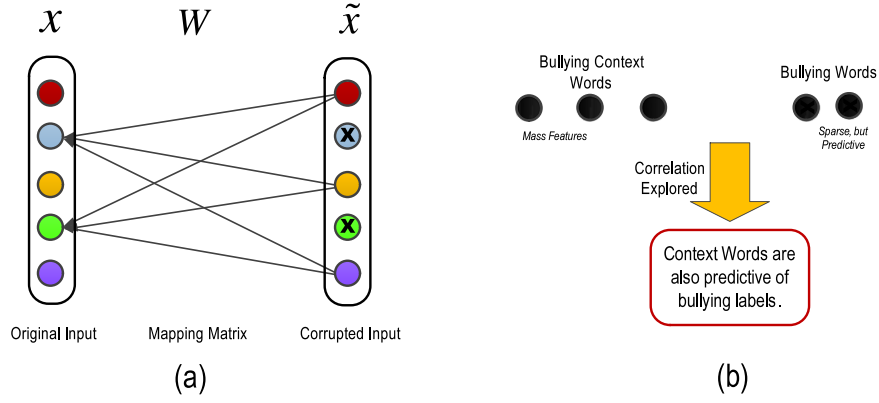 x W x̃
Original Input Mapping Matrix Corrupted Input
x
x
(a)
Bullying Context
Words
Bullying Words
Mass Features
Sparse, but
Predictive
Correlation
Explored
Context Words are
also predictive of
bullying labels.
(b)